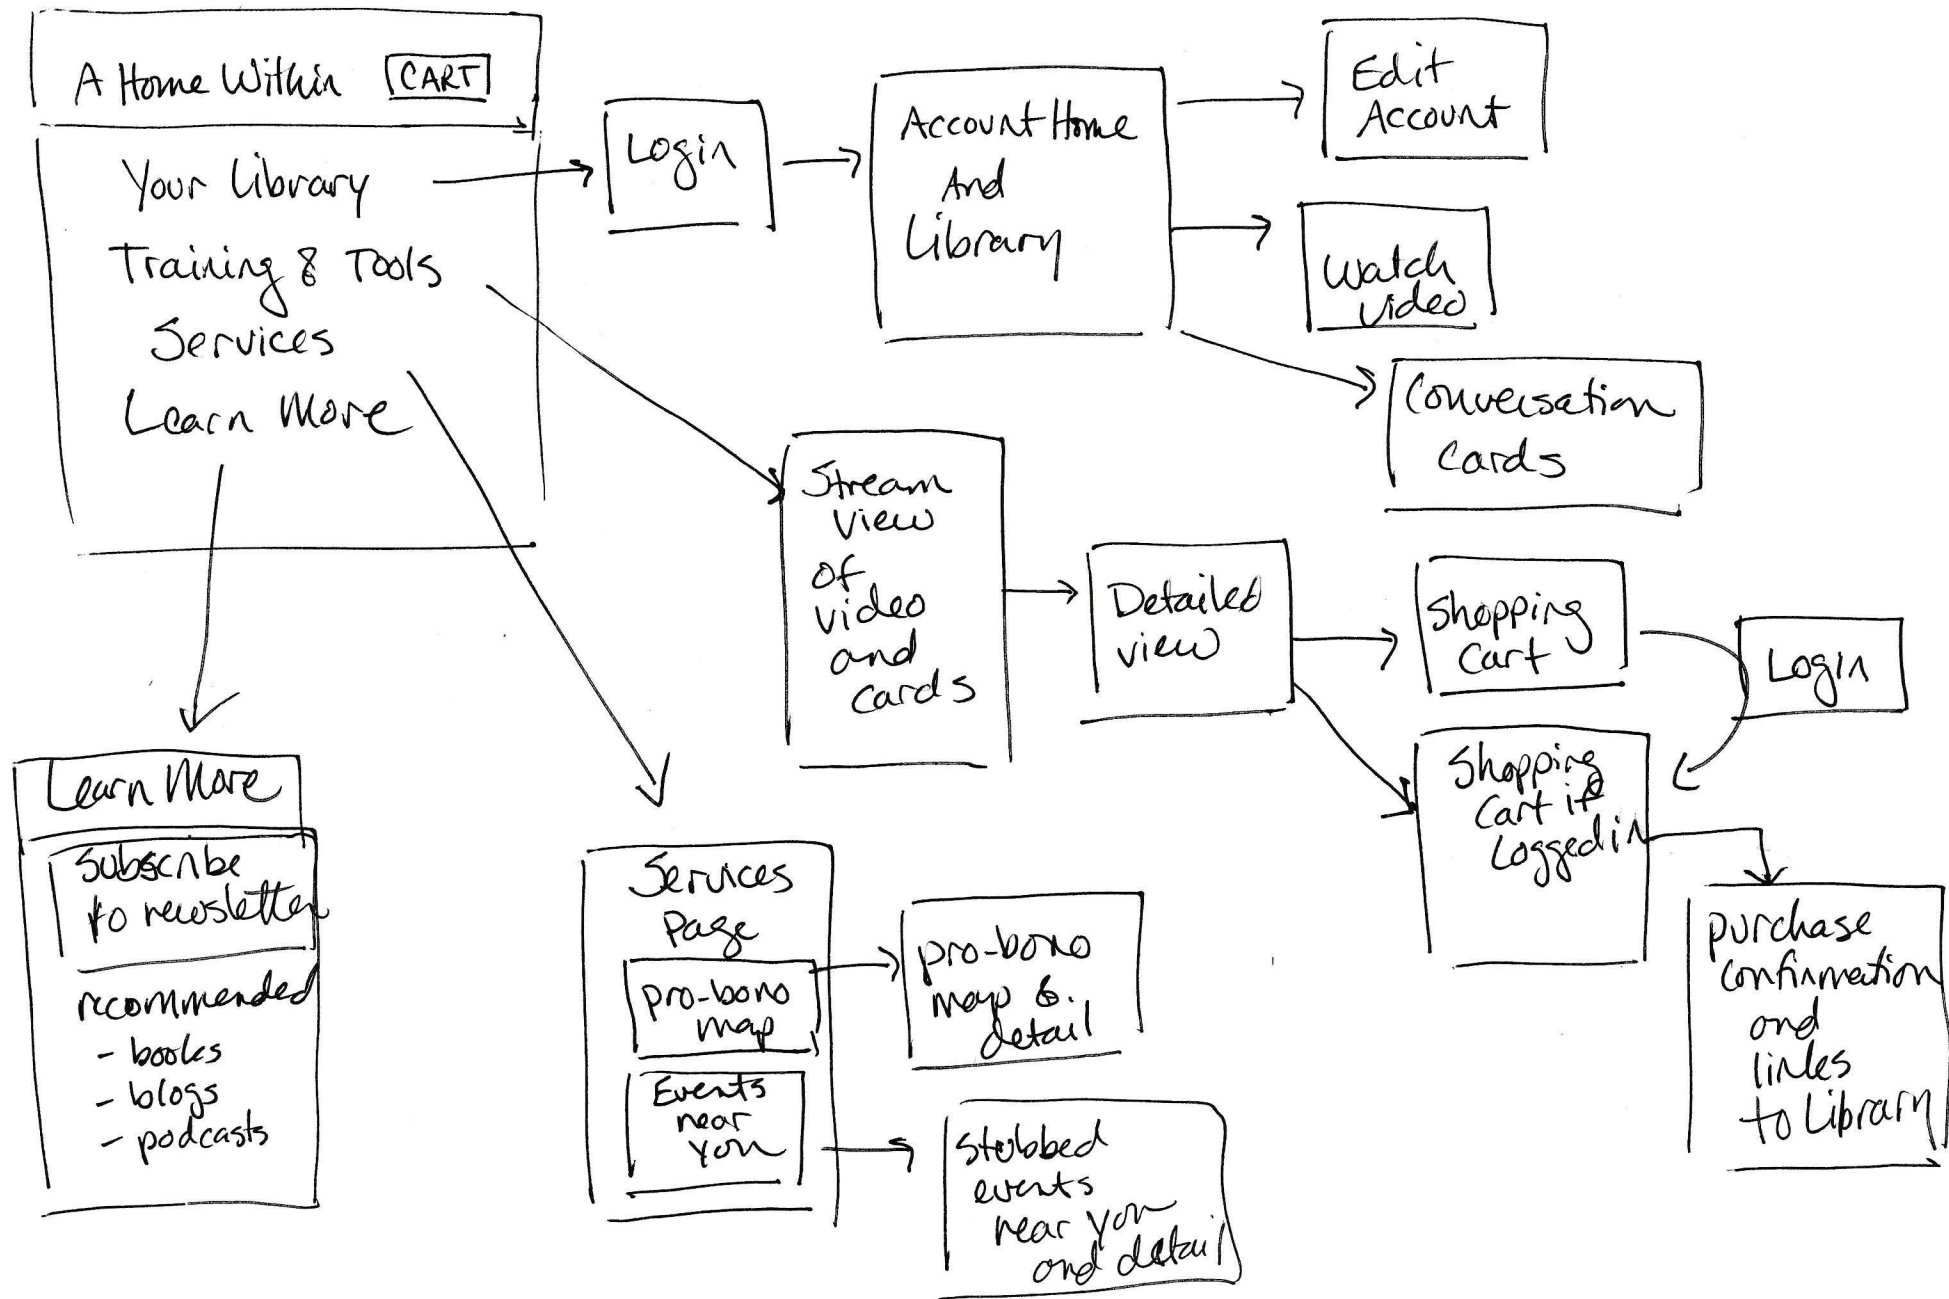 A Home Within
CART
Your Library
Training & Tools
Services
Learn More
Login
Account Home
And
Library
Edit
Account
Watch
video
Conversation
Cards
Stream
View
of
video
and
cards
Detailed
view
Shopping
Cart
Login
Shopping
Cart if
Logged in
purchase
confirmation
and
links
to Library
Learn More
Subscribe
to newsletter
recommended
- books
- blogs
- podcasts
Services
Page
pro-bono
map
Events
near
you
pro-bono
map &
detail
Stubbed
events
near you
and detail